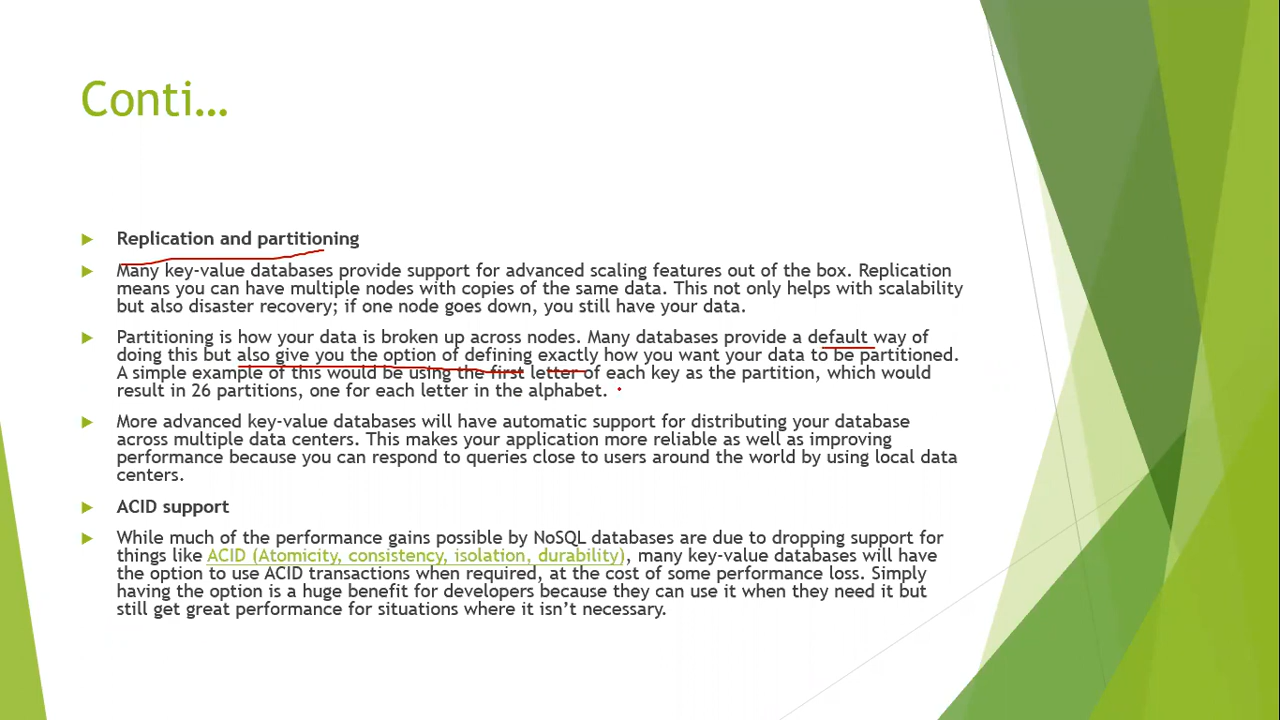 Conti…
Replication and partitioning
Many key-value databases provide support for advanced scaling features out of the box. Replication
means you can have multiple nodes with copies of the same data. This not only helps with scalability
but also disaster recovery; if one node goes down, you still have your data.
Partitioning is how your data is broken up across nodes. Many databases provide a default way of
doing this but also give you the option of defining exactly how you want your data to be partitioned.
A simple example of this would be using the first letter of each key as the partition, which would
result in 26 partitions, one for each letter in the alphabet.
More advanced key-value databases will have automatic support for distributing your database
across multiple data centers. This makes your application more reliable as well as improving
performance because you can respond to queries close to users around the world by using local data
centers.
ACID support
While much of the performance gains possible by NoSQL databases are due to dropping support for
things like ACID (Atomicity, consistency, isolation, durability), many key-value databases will have
the option to use ACID transactions when required, at the cost of some performance loss. Simply
having the option is a huge benefit for developers because they can use it when they need it but
still get great performance for situations where it isn’t necessary.